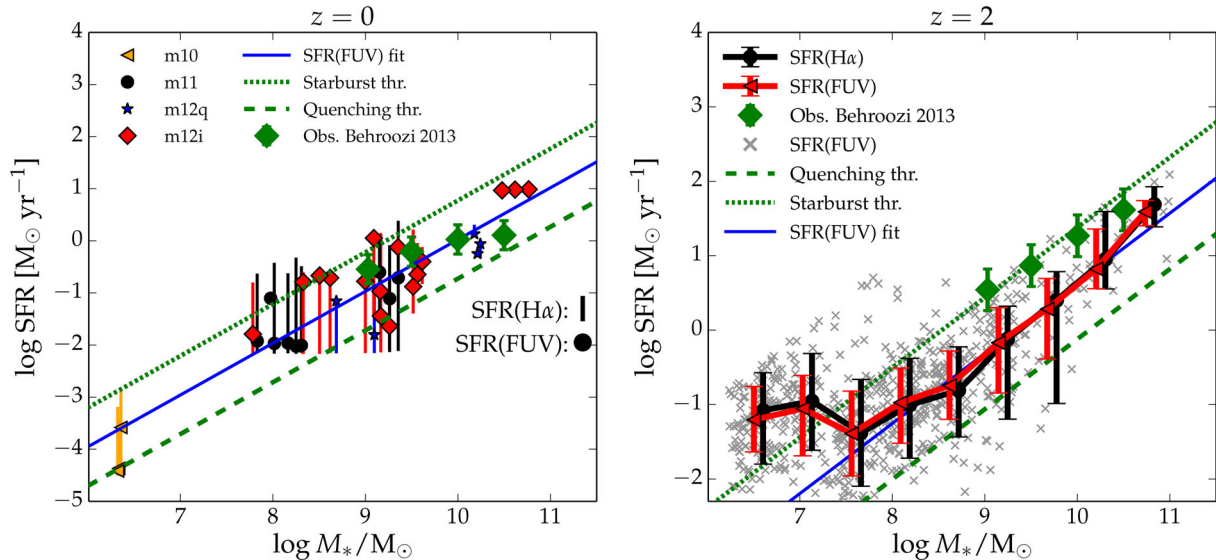 z = 0
4
3
2
1
0
−1
−2
−3
−4
−5
7
8
9
10
11
log SFR [M⊙ yr⁻¹]
log M*/M⊙
m10
m11
m12q
m12i
SFR(FUV) fit
Starburst thr.
Quenching thr.
Obs. Behroozi 2013
SFR(Hα):
SFR(FUV):
z = 2
4
3
2
1
0
−1
−2
7
8
9
10
11
log SFR [M⊙ yr⁻¹]
log M*/M⊙
SFR(Hα)
SFR(FUV)
Obs. Behroozi 2013
SFR(FUV)
Quenching thr.
Starburst thr.
SFR(FUV) fit